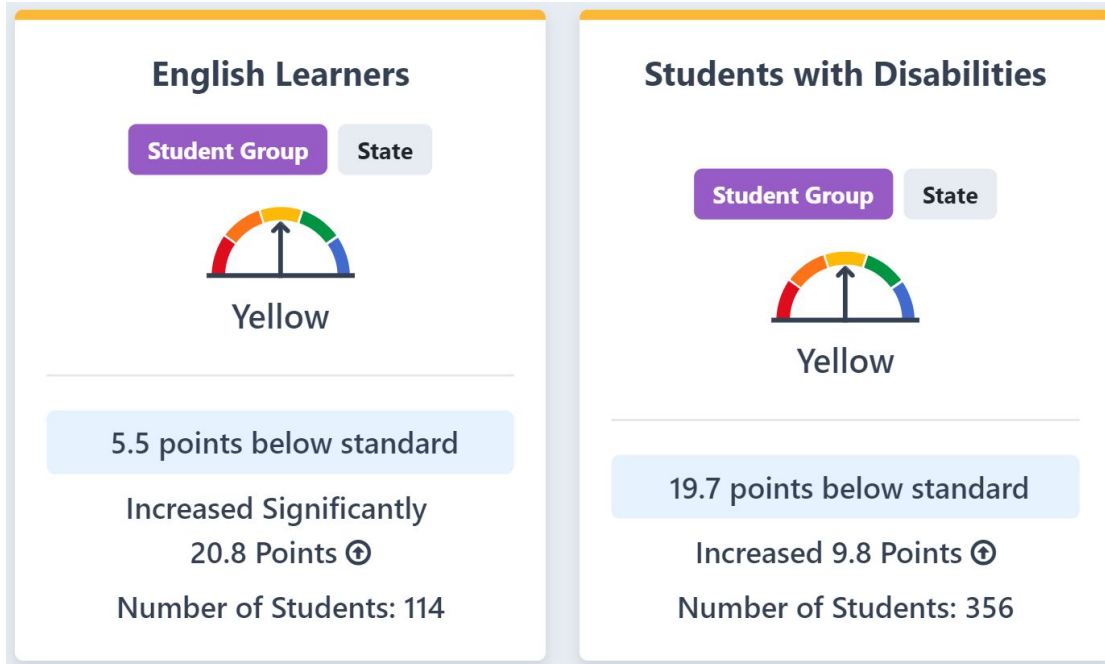 English Learners
Student Group State
Yellow
5.5 points below standard
Increased Significantly
20.8 Points
Number of Students: 114
Students with Disabilities
Student Group State
Yellow
19.7 points below standard
Increased 9.8 Points
Number of Students: 356